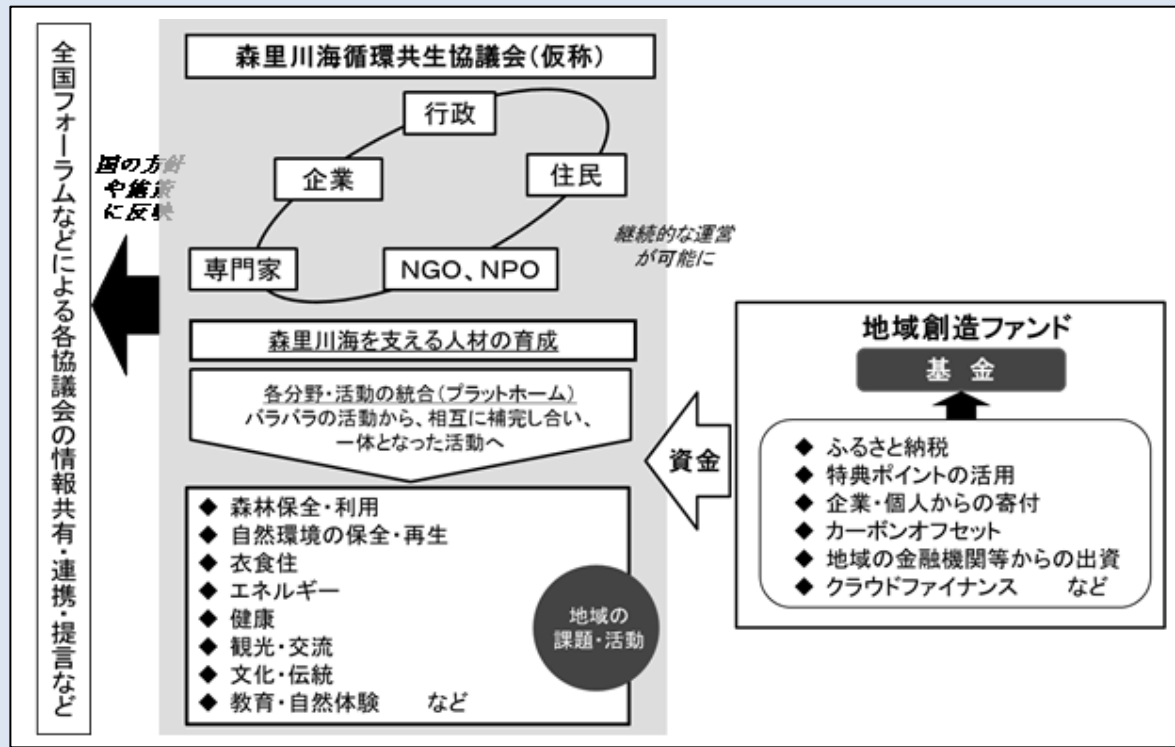 全国フォーラムなどによる各協議会の情報共有・連携・提言など
国の方針
や施策
に反映
森里川海循環共生協議会(仮称)
行政
企業
住民
専門家
NGO、NPO
継続的な運営
が可能に
森里川海を支える人材の育成
各分野・活動の統合(プラットホーム)
バラバラの活動から、相互に補完し合い、
一体となった活動へ
◆ 森林保全・利用
◆ 自然環境の保全・再生
◆ 衣食住
◆ エネルギー
◆ 健康
◆ 観光・交流
◆ 文化・伝統
◆ 教育・自然体験 など
地域の
課題・活動
資金
地域創造ファンド
基金
◆ ふるさと納税
◆ 特典ポイントの活用
◆ 企業・個人からの寄付
◆ カーボンオフセット
◆ 地域の金融機関等からの出資
◆ クラウドファイナンス など